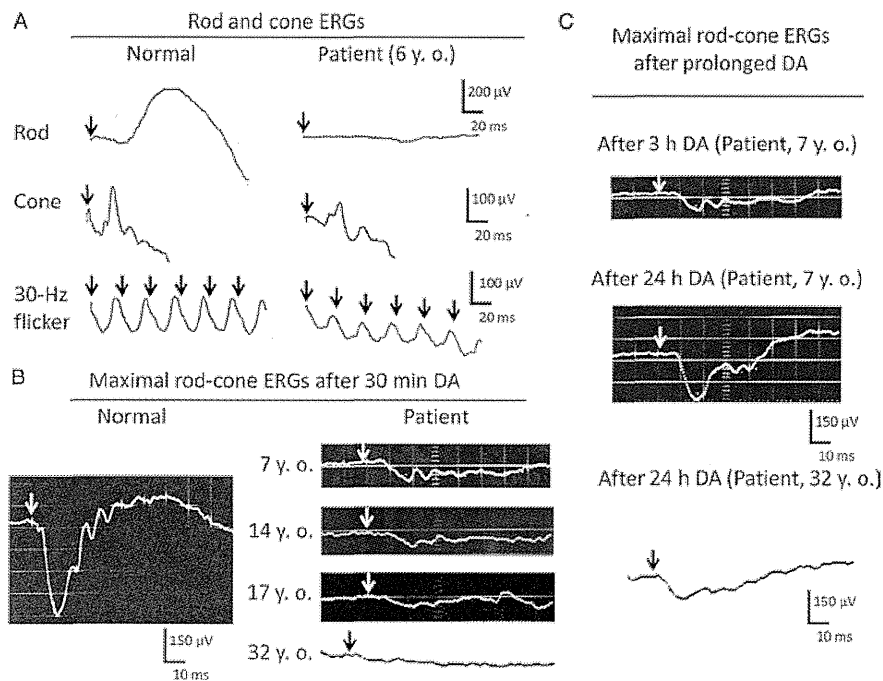 A
Rod and cone ERGs
Normal
Patient (6 y. o.)
200 μV
20 ms
Rod
Cone
100 μV
20 ms
30-Hz
flicker
100 μV
20 ms
B
Maximal rod-cone ERGs after 30 min DA
Normal
Patient
7 y. o.
14 y. o.
17 y. o.
32 y. o.
150 μV
10 ms
C
Maximal rod-cone ERGs
after prolonged DA
After 3 h DA (Patient, 7 y. o.)
After 24 h DA (Patient, 7 y. o.)
150 μV
10 ms
After 24 h DA (Patient, 32 y. o.)
150 μV
10 ms